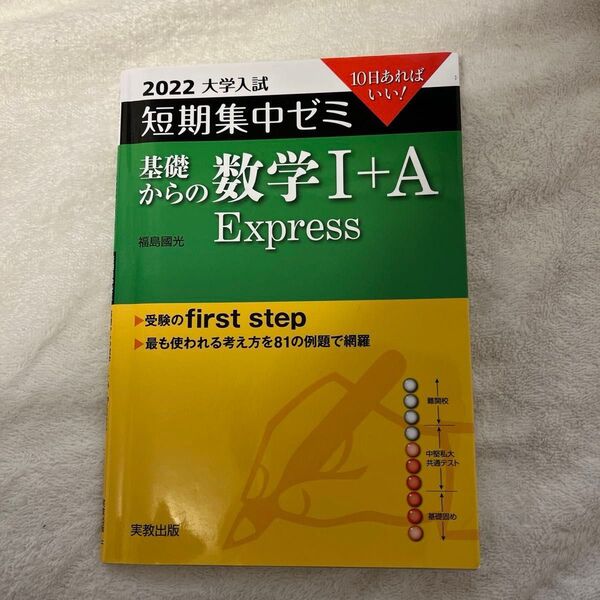 2022 大学入試
10日あれば
いい!
短期集中ゼミ
基礎
からの
数学I+A
Express
福島國光
▶受験のfirst step
▶最も使われる考え方を81の例題で網羅
難関校
中堅私大
共通テスト
基礎固め
実教出版